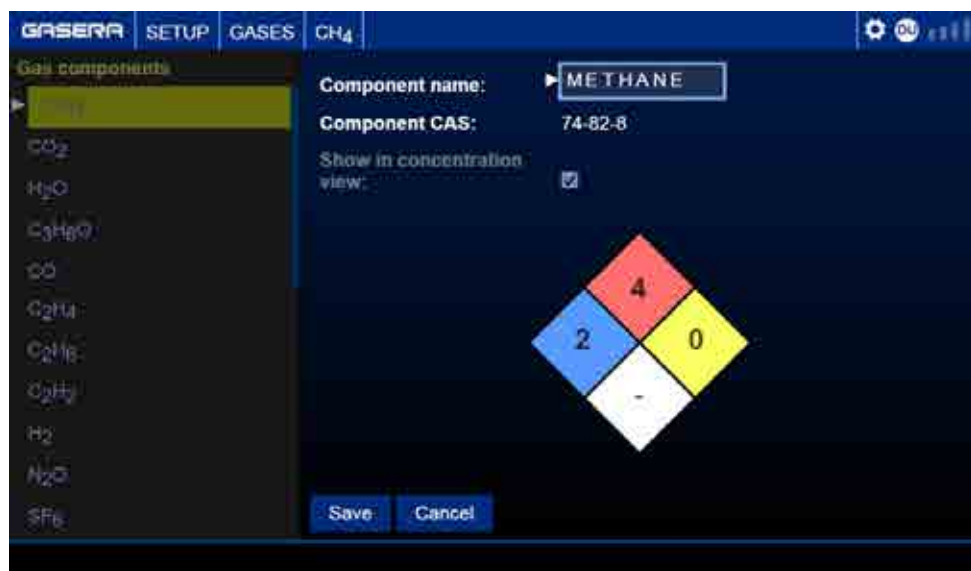 GASERA SETUP GASES CH4
Gas components
Component name: METHANE
Component CAS: 74-82-8
Show in concentration
view:
CO2
H2O
C3H8O
CO
C2H4
C2H6
C2H2
H2
N2O
SF6
4
2 0
-
Save Cancel